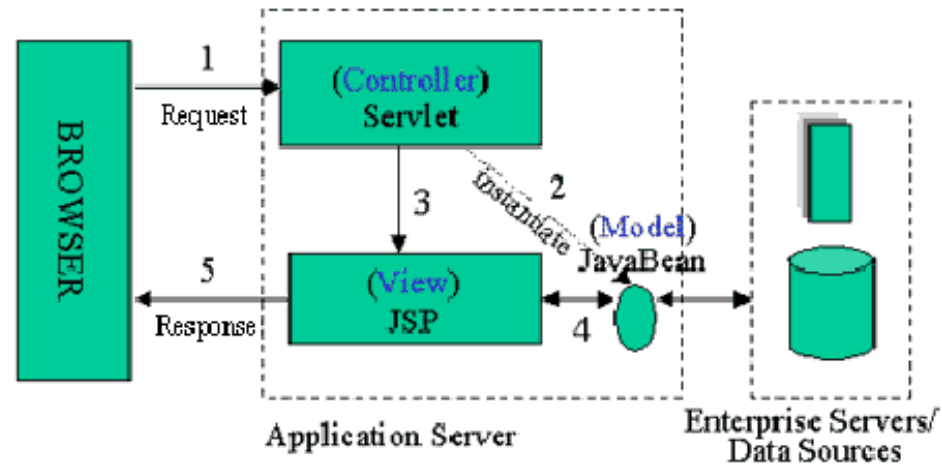 BROWSER
1
Request
(Controller)
Servlet
2
instantiate
3
(Model)
JavaBean
(View)
JSP
4
5
Response
Application Server
Enterprise Servers/
Data Sources